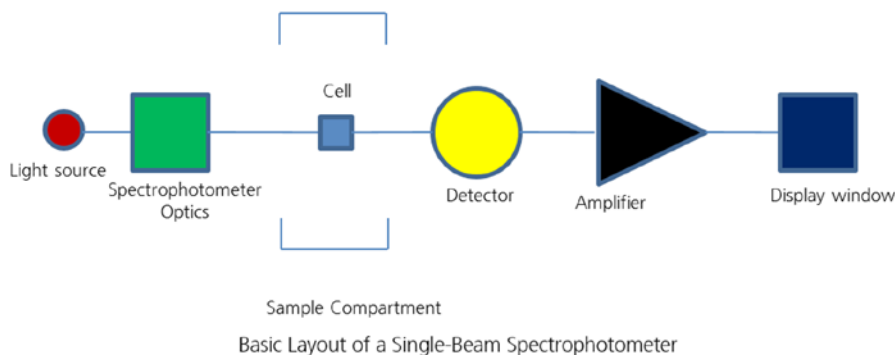 Cell
Light source
Spectrophotometer
Optics
Detector
Amplifier
Display window
Sample Compartment
Basic Layout of a Single-Beam Spectrophotometer